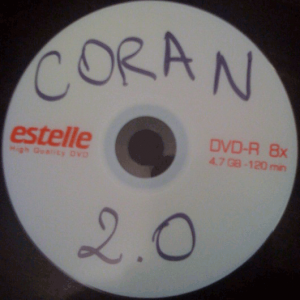 CORAN
estelle
High Quality DVD
DVD-R 8x
4.7 GB-120 min
2.0